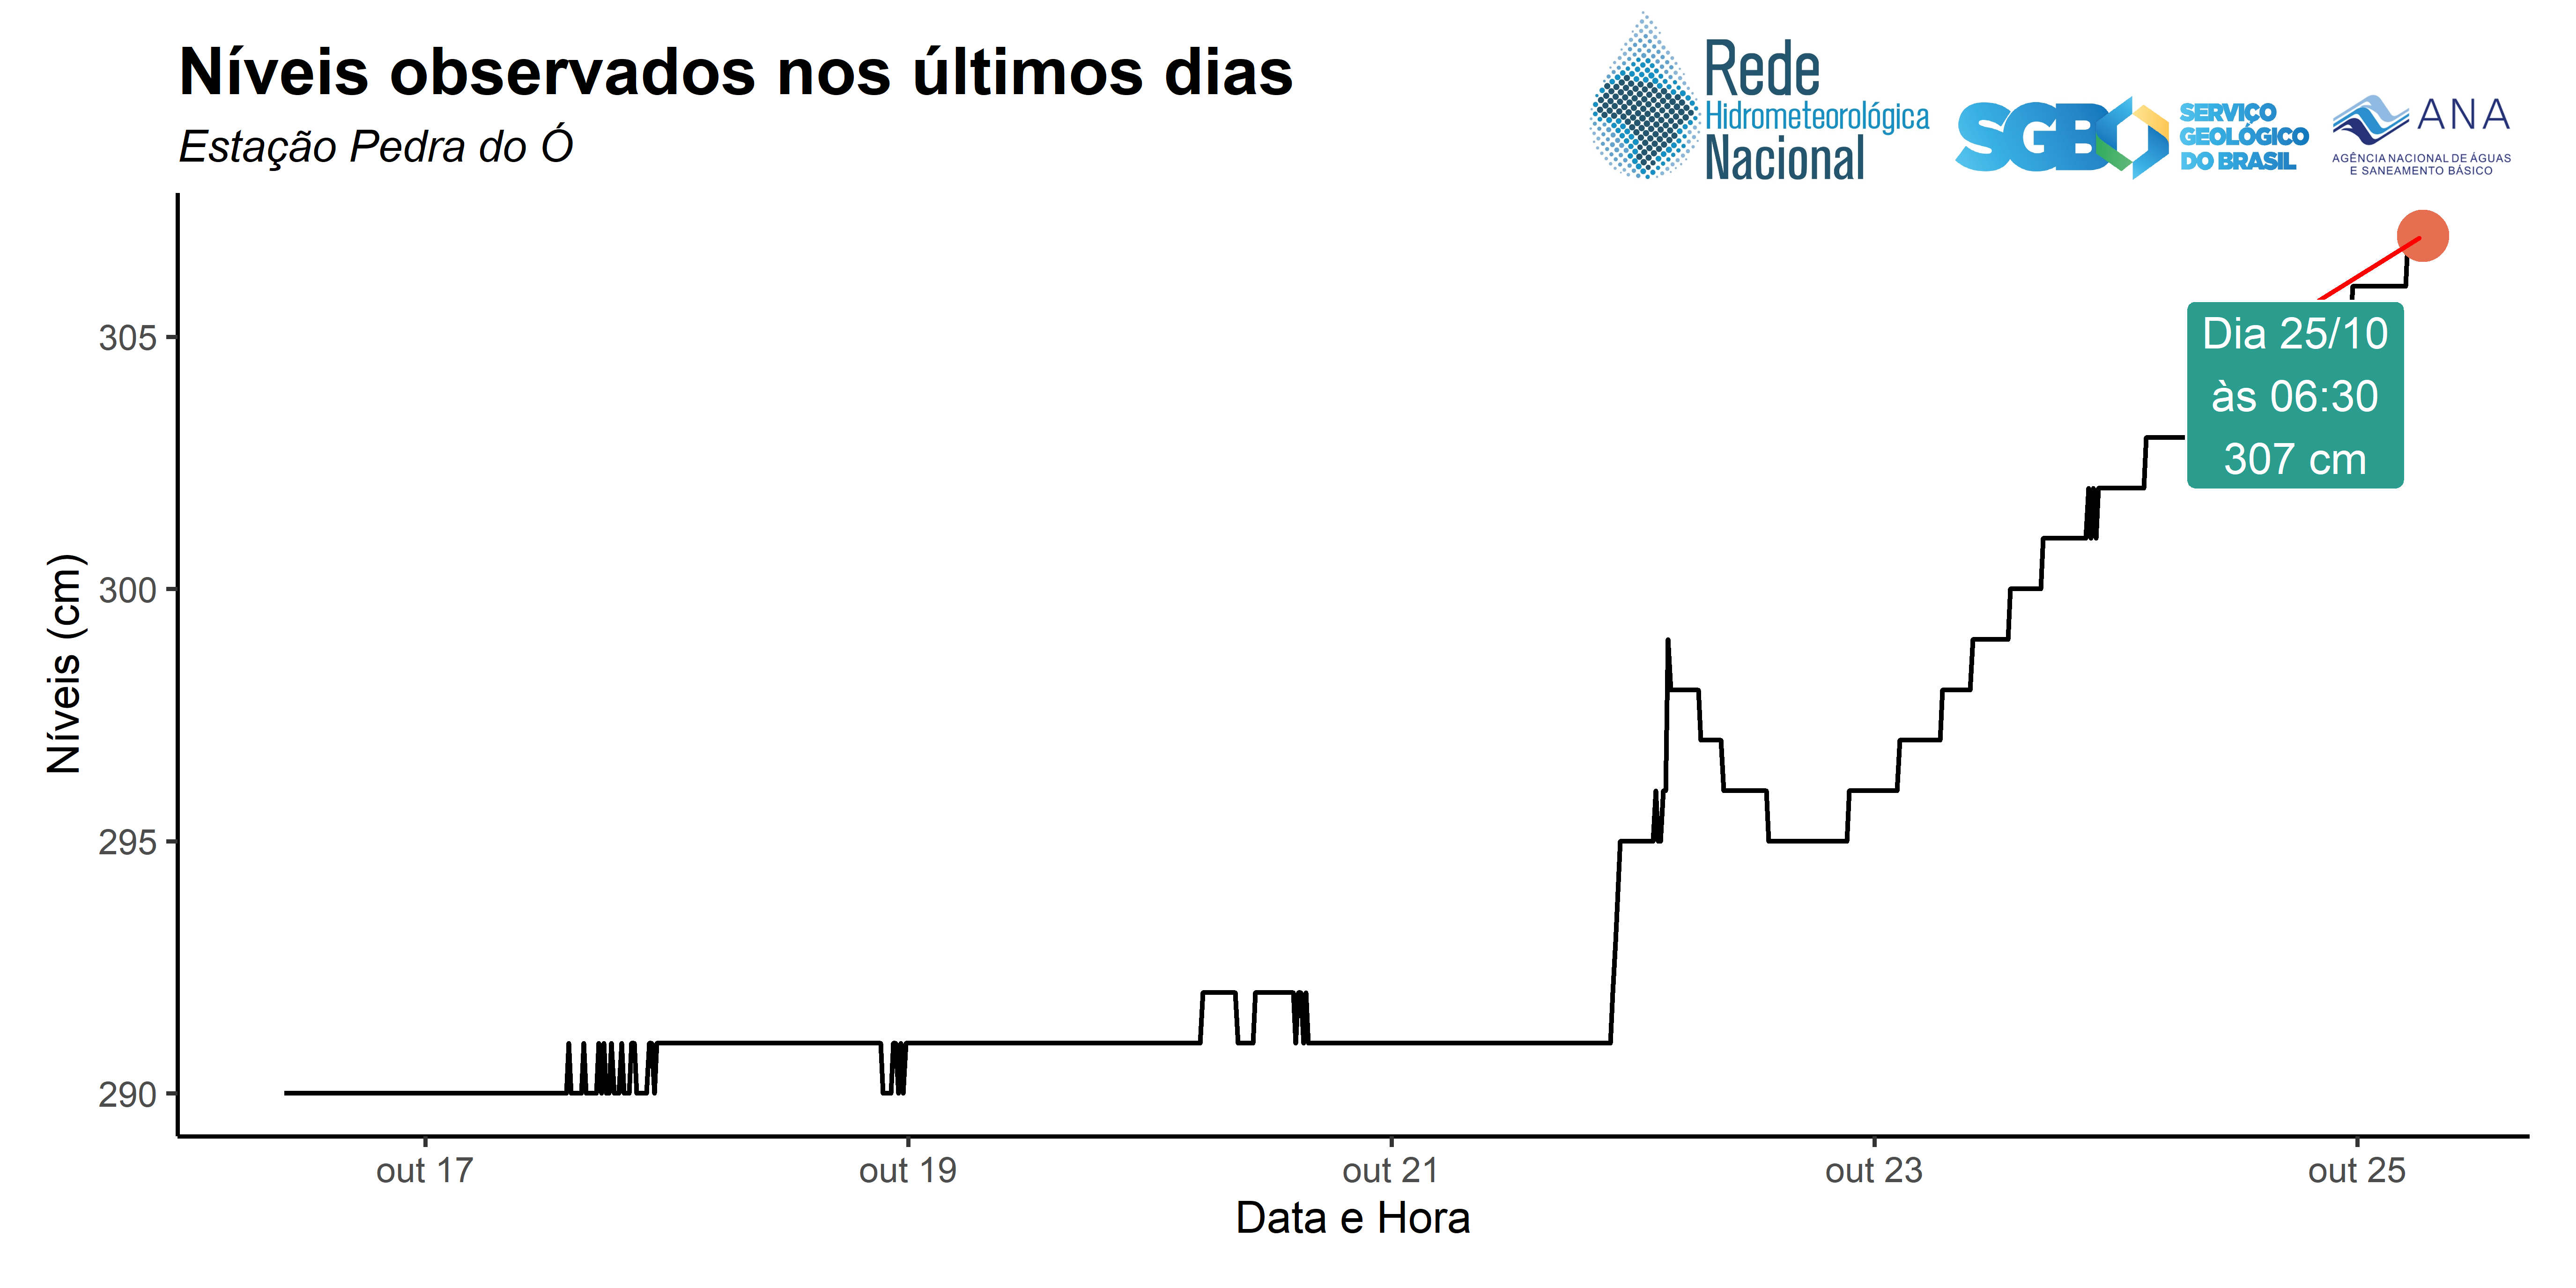 Níveis observados nos últimos dias
Estação Pedra do Ó
Rede
Hidrometeorológica
Nacional
SGB
SERVIÇO
GEOLÓGICO
DO BRASIL
ANA
AGÊNCIA NACIONAL DE ÁGUAS
E SANEAMENTO BÁSICO
Níveis (cm)
305
300
295
290
Dia 25/10
às 06:30
307 cm
out 17
out 19
out 21
out 23
out 25
Data e Hora